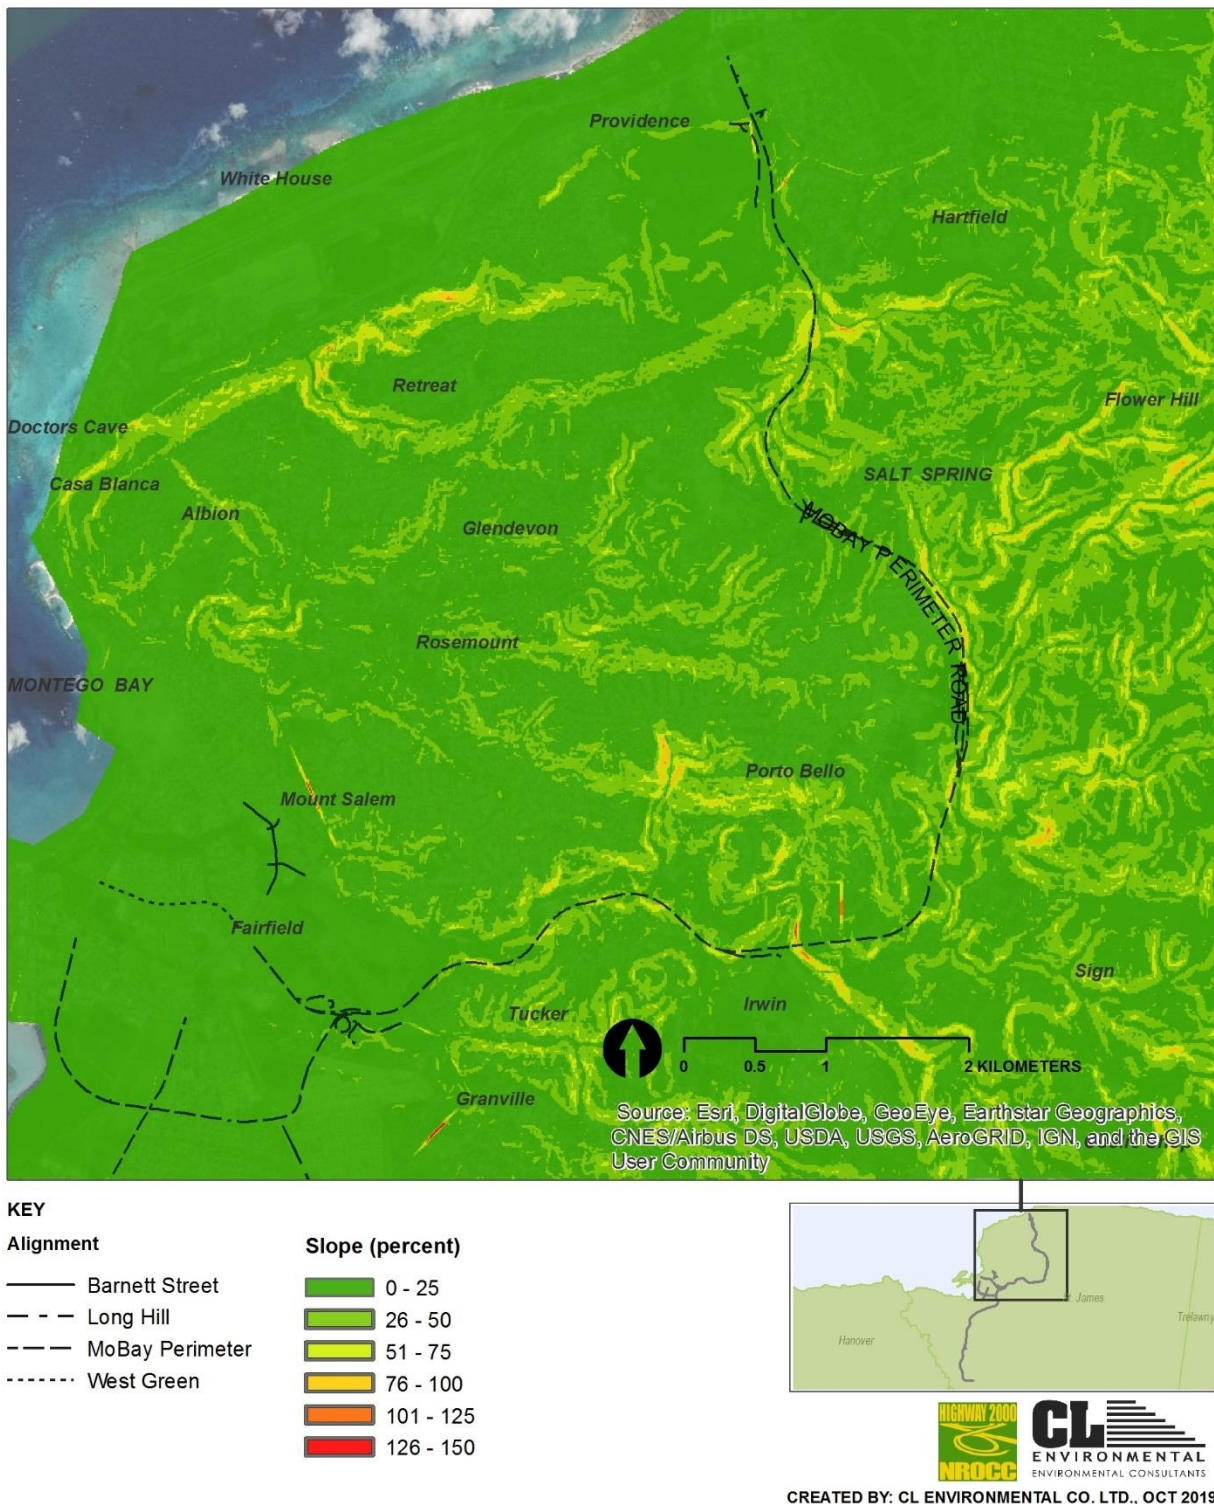 Providence
White House
Hartfield
Retreat
Flower Hill
Doctors Cave
SALT SPRING
Casa Blanca
Albion
Glendevon
MOBAY PERIMETER ROAD
Rosemount
MONTEGO BAY
Porto Bello
Mount Salem
Fairfield
Sign
Tucker
Irwin
0 0.5 1 2 KILOMETERS
Granville
Source: Esri, DigitalGlobe, GeoEye, Earthstar Geographics,
CNES/Airbus DS, USDA, USGS, AeroGRID, IGN, and the GIS
User Community
KEY
Alignment
Barnett Street
Long Hill
MoBay Perimeter
West Green
Slope (percent)
0 - 25
26 - 50
51 - 75
76 - 100
101 - 125
126 - 150
St. James
Trelawny
Hanover
HIGHWAY 2000
NROCC
CL
ENVIRONMENTAL
ENVIRONMENTAL CONSULTANTS
CREATED BY: CL ENVIRONMENTAL CO. LTD., OCT 2019